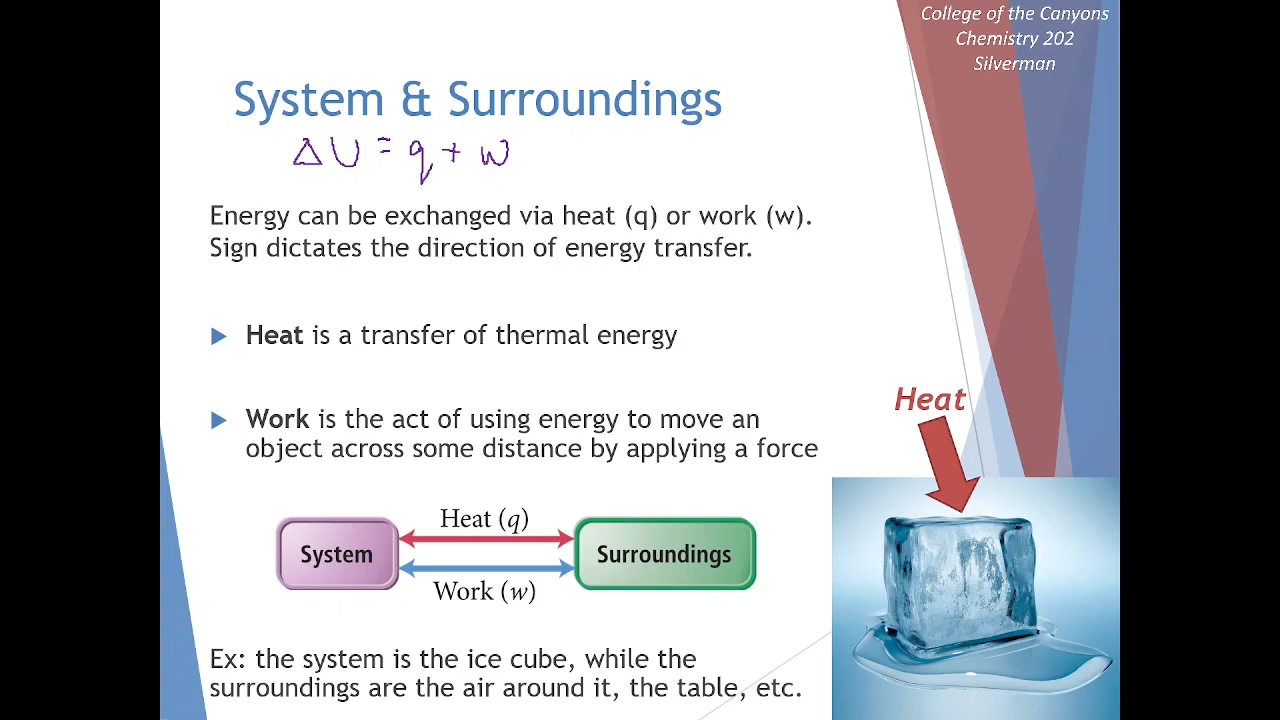 College of the Canyons
Chemistry 202
Silverman
System & Surroundings
ΔU = q + w
Energy can be exchanged via heat (q) or work (w).
Sign dictates the direction of energy transfer.
Heat is a transfer of thermal energy
Work is the act of using energy to move an
object across some distance by applying a force
Heat
Heat (q)
System
Surroundings
Work (w)
Ex: the system is the ice cube, while the
surroundings are the air around it, the table, etc.